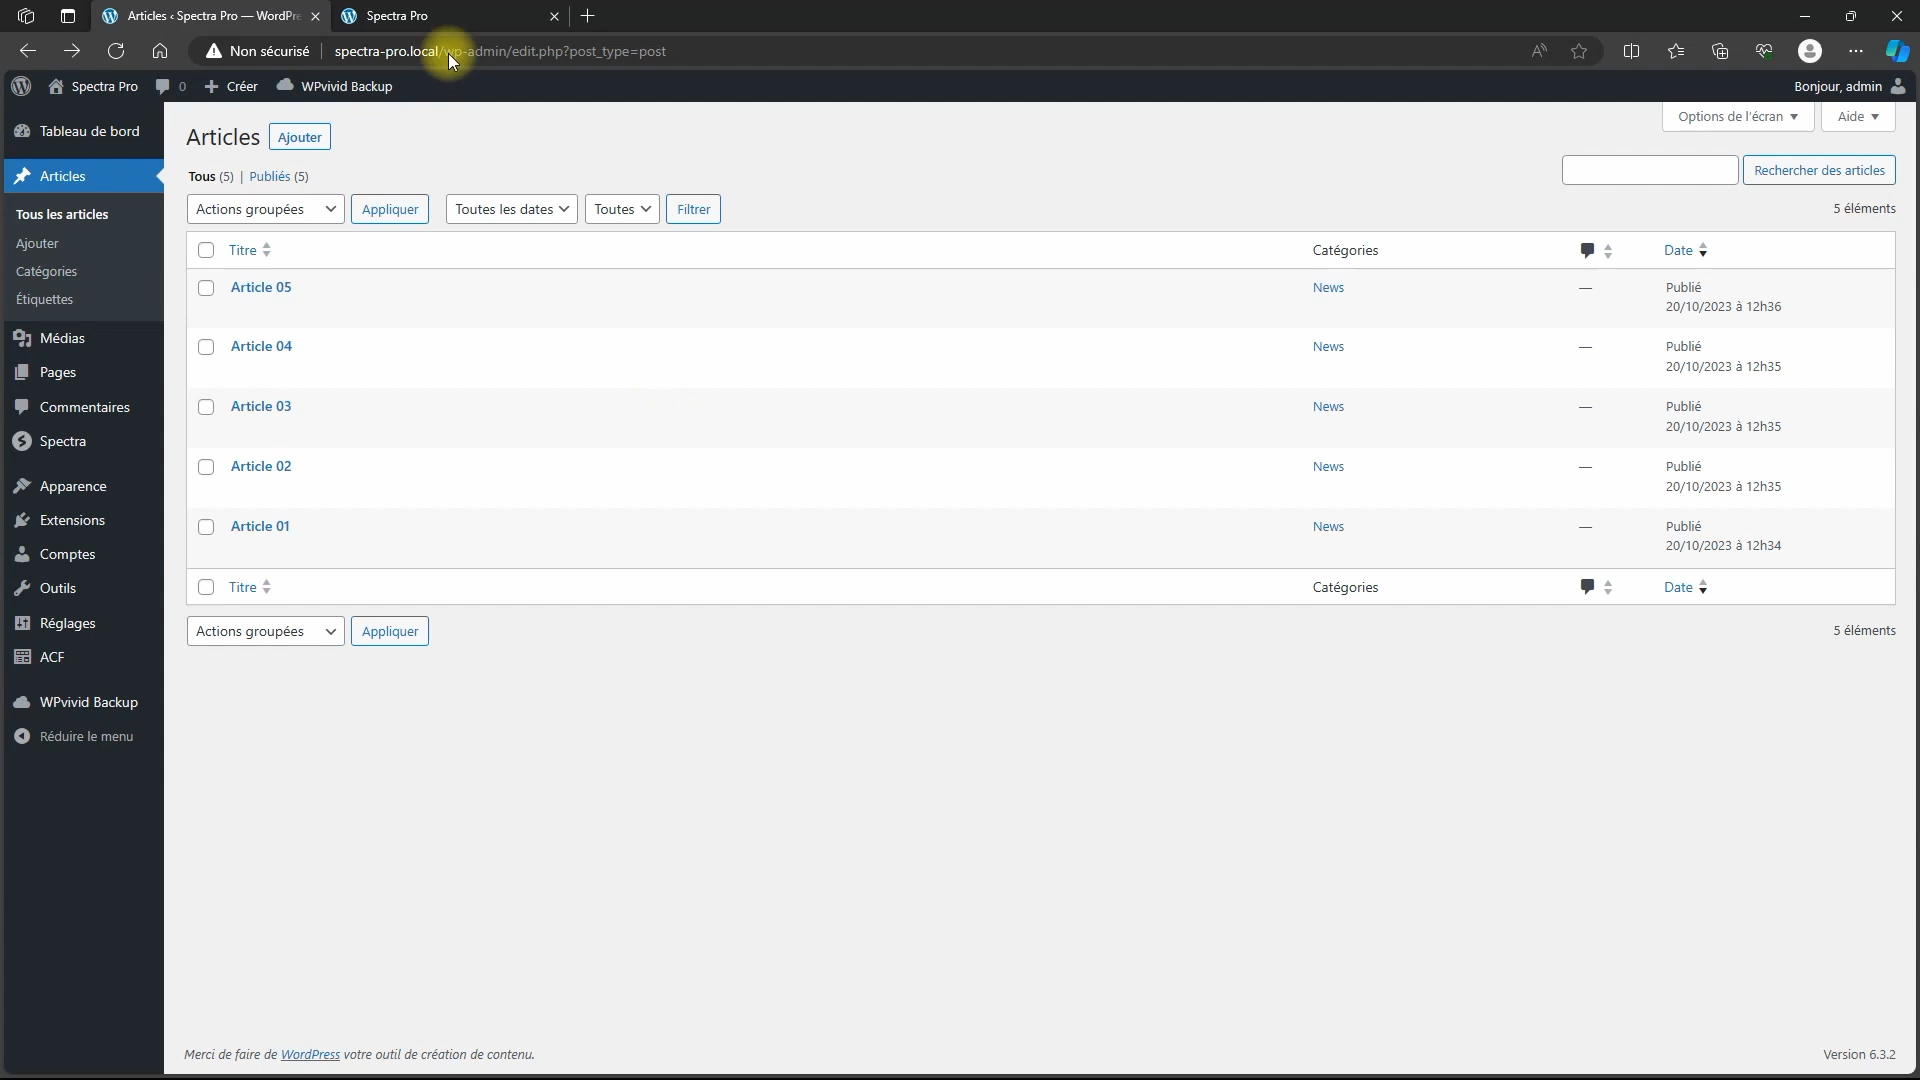 Articles ‹ Spectra Pro — WordPre
Spectra Pro
Non sécurisé
spectra-pro.local/wp-admin/edit.php?post_type=post
Spectra Pro
0
Créer
WPvivid Backup
Bonjour, admin
Tableau de bord
Articles
Tous les articles
Ajouter
Catégories
Étiquettes
Médias
Pages
Commentaires
Spectra
Apparence
Extensions
Comptes
Outils
Réglages
ACF
WPvivid Backup
Réduire le menu
Options de l'écran
Aide
Articles
Ajouter
Tous (5) | Publiés (5)
Rechercher des articles
Actions groupées
Appliquer
Toutes les dates
Toutes
Filtrer
5 éléments
Titre
Catégories
Date
Article 05
News
—
Publié
20/10/2023 à 12h36
Article 04
News
—
Publié
20/10/2023 à 12h35
Article 03
News
—
Publié
20/10/2023 à 12h35
Article 02
News
—
Publié
20/10/2023 à 12h35
Article 01
News
—
Publié
20/10/2023 à 12h34
Titre
Catégories
Date
Actions groupées
Appliquer
5 éléments
Merci de faire de WordPress votre outil de création de contenu.
Version 6.3.2